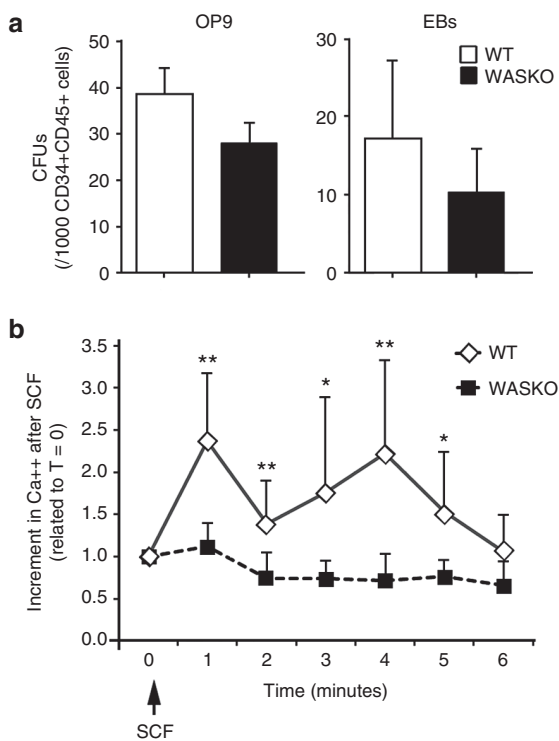 a
OP9
EBs
CFUs
(/1000 CD34+CD45+ cells)
50
40
30
20
10
0
30
20
10
0
WT
WASKO
b
Increment in Ca++ after SCF
(related to T = 0)
3.5
3.0
2.5
2.0
1.5
1.0
0.5
0.0
** ** * ** *
WT
WASKO
0 1 2 3 4 5 6
Time (minutes)
SCF